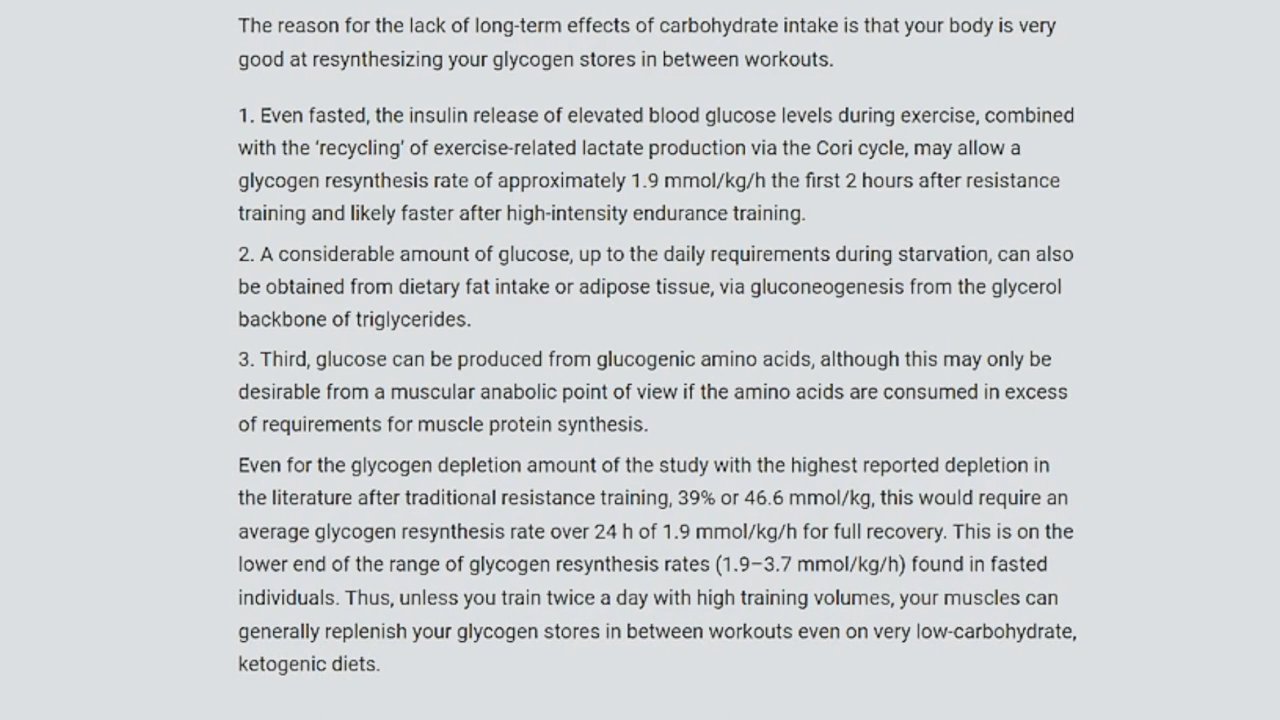 The reason for the lack of long-term effects of carbohydrate intake is that your body is very
good at resynthesizing your glycogen stores in between workouts.
1. Even fasted, the insulin release of elevated blood glucose levels during exercise, combined
with the ‘recycling’ of exercise-related lactate production via the Cori cycle, may allow a
glycogen resynthesis rate of approximately 1.9 mmol/kg/h the first 2 hours after resistance
training and likely faster after high-intensity endurance training.
2. A considerable amount of glucose, up to the daily requirements during starvation, can also
be obtained from dietary fat intake or adipose tissue, via gluconeogenesis from the glycerol
backbone of triglycerides.
3. Third, glucose can be produced from glucogenic amino acids, although this may only be
desirable from a muscular anabolic point of view if the amino acids are consumed in excess
of requirements for muscle protein synthesis.
Even for the glycogen depletion amount of the study with the highest reported depletion in
the literature after traditional resistance training, 39% or 46.6 mmol/kg, this would require an
average glycogen resynthesis rate over 24 h of 1.9 mmol/kg/h for full recovery. This is on the
lower end of the range of glycogen resynthesis rates (1.9–3.7 mmol/kg/h) found in fasted
individuals. Thus, unless you train twice a day with high training volumes, your muscles can
generally replenish your glycogen stores in between workouts even on very low-carbohydrate,
ketogenic diets.